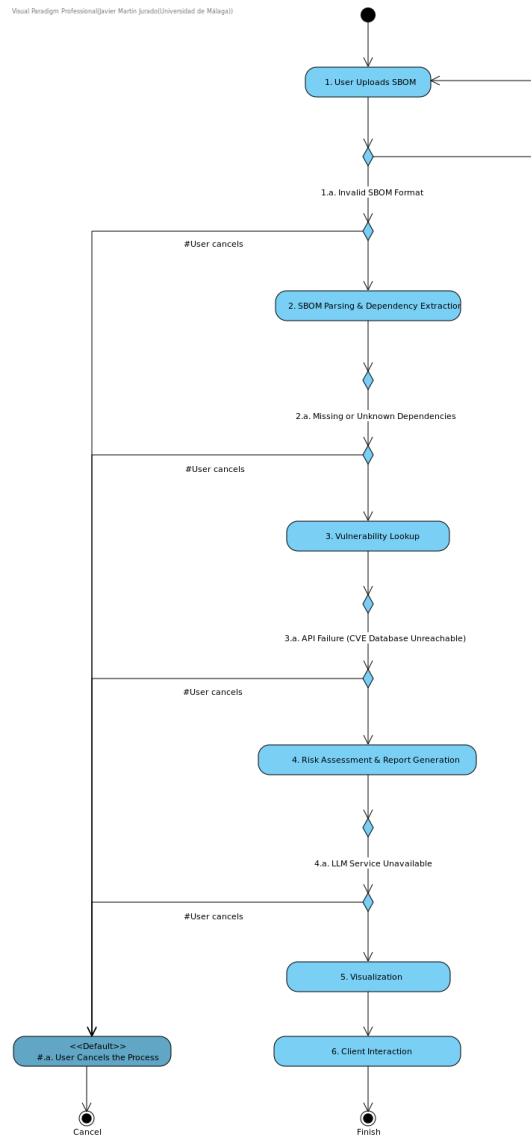 Visual Paradigm Professional(Javier Martín Jurado(Universidad de Málaga))
1. User Uploads SBOM
1.a. Invalid SBOM Format
#User cancels
2. SBOM Parsing & Dependency Extraction
2.a. Missing or Unknown Dependencies
#User cancels
3. Vulnerability Lookup
3.a. API Failure (CVE Database Unreachable)
#User cancels
4. Risk Assessment & Report Generation
4.a. LLM Service Unavailable
#User cancels
5. Visualization
<<Default>>
#.a. User Cancels the Process
6. Client Interaction
Cancel
Finish